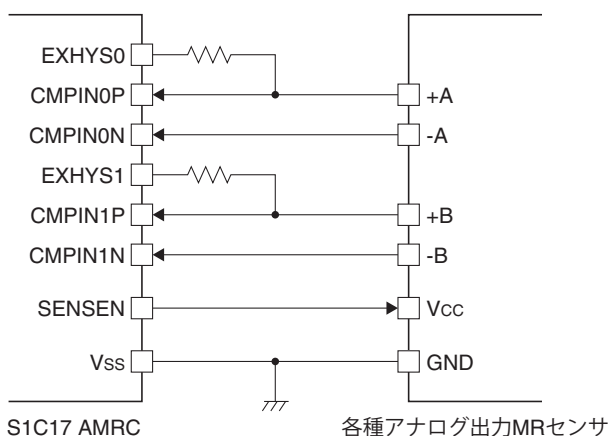 EXHYS0
CMPIN0P
+A
CMPIN0N
-A
EXHYS1
CMPIN1P
+B
CMPIN1N
-B
SENSEN
Vcc
Vss
GND
S1C17 AMRC
各種アナログ出力MRセンサ